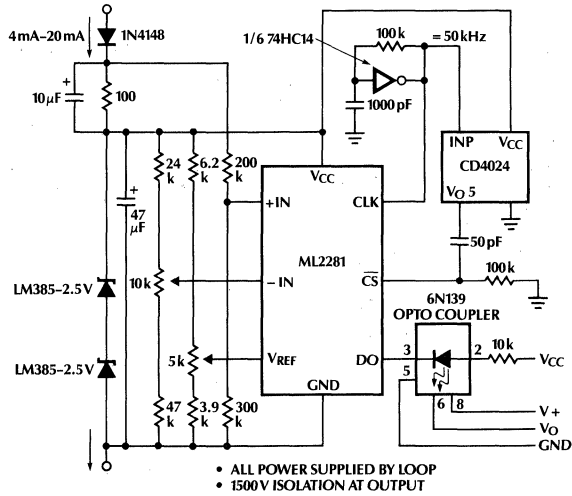 4mA–20mA
1N4148
1/6 74HC14
100k
= 50kHz
10µF
+
100
1000pF
INP
VCC
CD4024
VO 5
24
k
6.2
k
200
k
VCC
+IN
CLK
+
47
µF
ML2281
50pF
LM385–2.5V
10k
–IN
CS
100k
6N139
OPTO COUPLER
LM385–2.5V
5k
VREF
DO
3
2
10k
VCC
5
GND
6
8
47
k
3.9
k
300
k
V+
VO
GND
• ALL POWER SUPPLIED BY LOOP
• 1500V ISOLATION AT OUTPUT